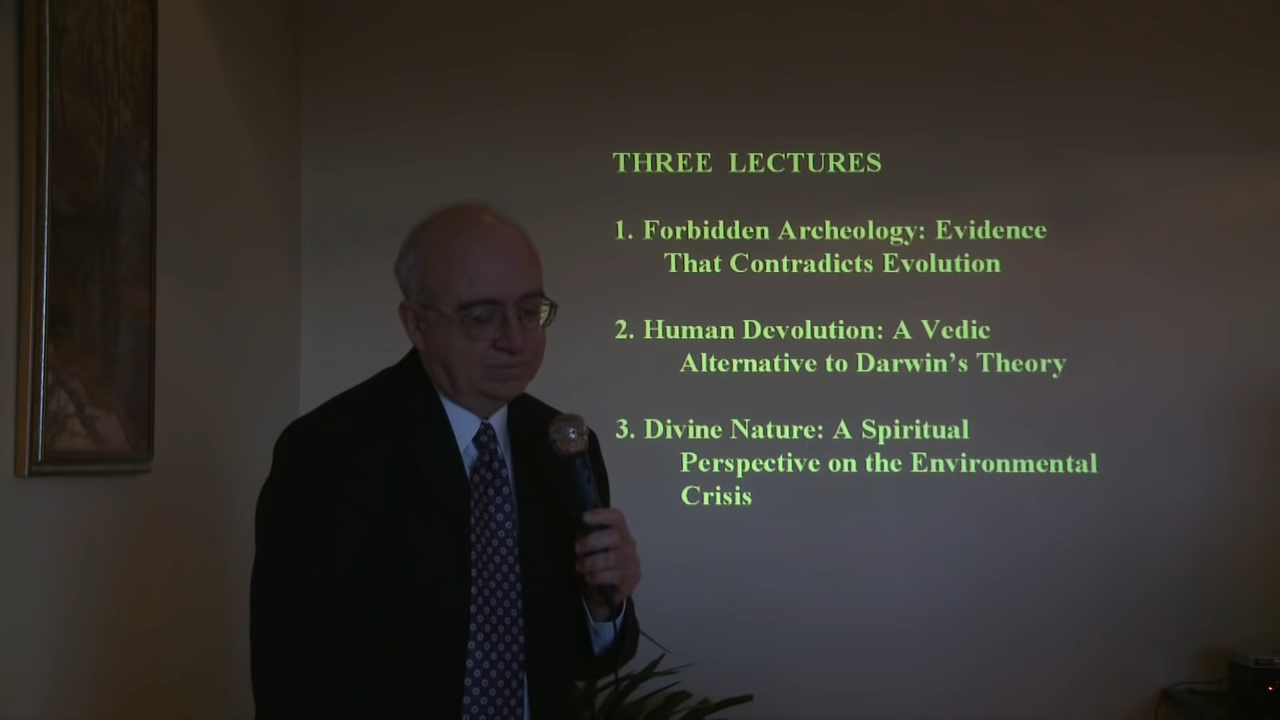 THREE LECTURES
1. Forbidden Archeology: Evidence
That Contradicts Evolution
2. Human Devolution: A Vedic
Alternative to Darwin's Theory
3. Divine Nature: A Spiritual
Perspective on the Environmental
Crisis